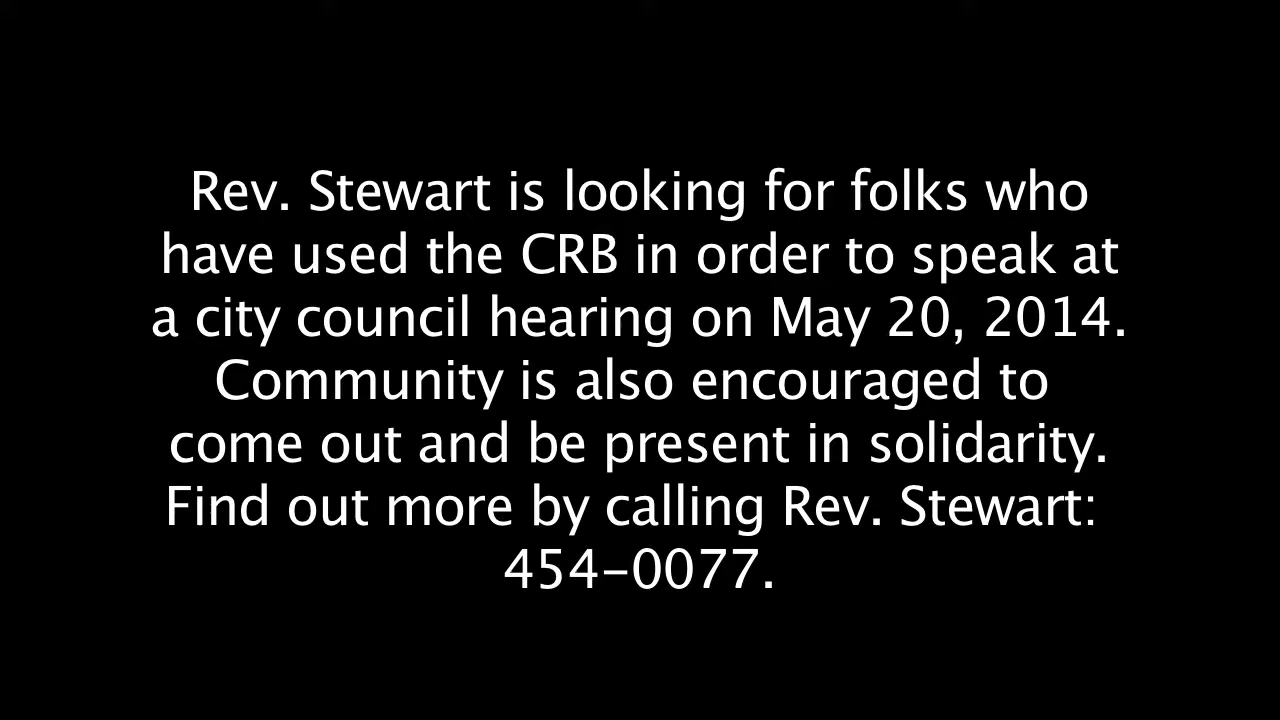 Rev. Stewart is looking for folks who
have used the CRB in order to speak at
a city council hearing on May 20, 2014.
Community is also encouraged to
come out and be present in solidarity.
Find out more by calling Rev. Stewart:
454-0077.